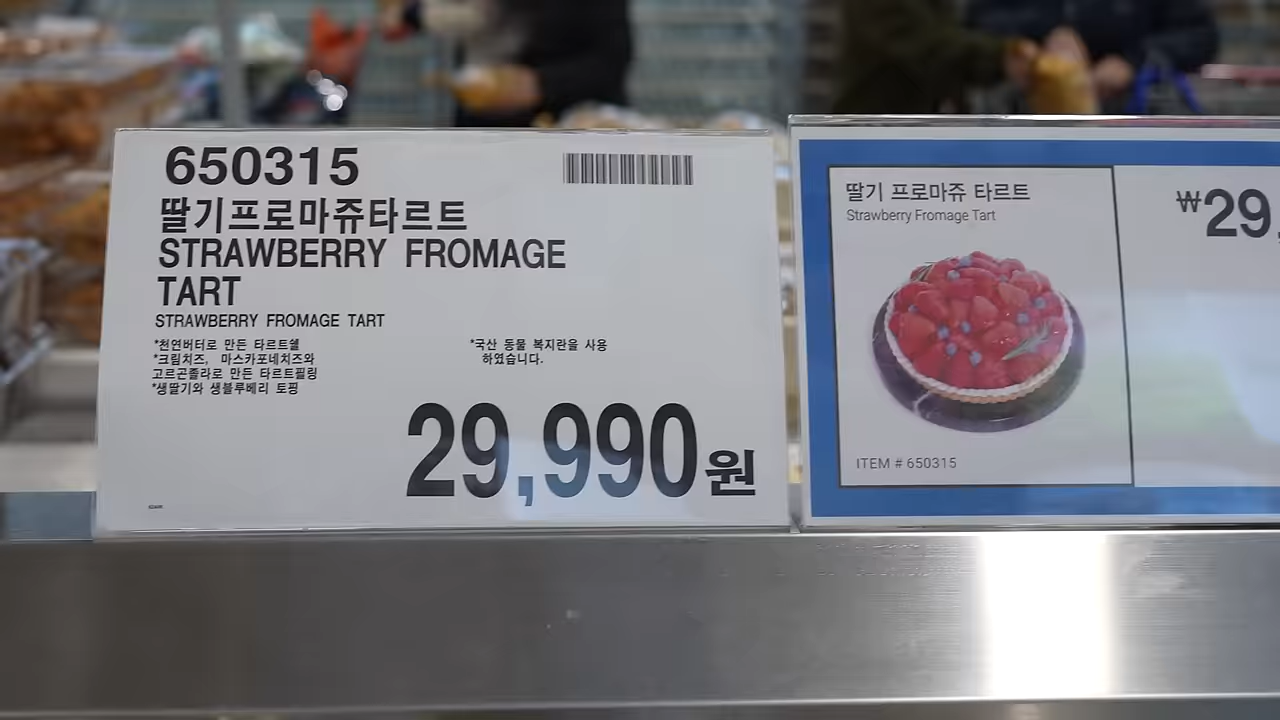 650315
딸기프로마쥬타르트
STRAWBERRY FROMAGE
TART
STRAWBERRY FROMAGE TART
*천연버터로 만든 타르트쉘
*크림치즈, 마스카포네치즈와
고르곤졸라로 만든 타르트필링
*생딸기와 생블루베리 토핑
*국산 동물 복지란을 사용
하였습니다.
29,990원
딸기 프로마쥬 타르트
Strawberry Fromage Tart
ITEM # 650315
₩29,